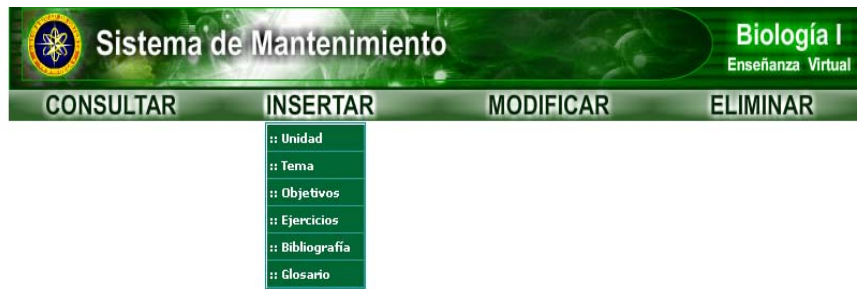 Sistema de Mantenimiento
Biología I
Enseñanza Virtual
CONSULTAR INSERTAR MODIFICAR ELIMINAR
:: Unidad
:: Tema
:: Objetivos
:: Ejercicios
:: Bibliografía
:: Glosario